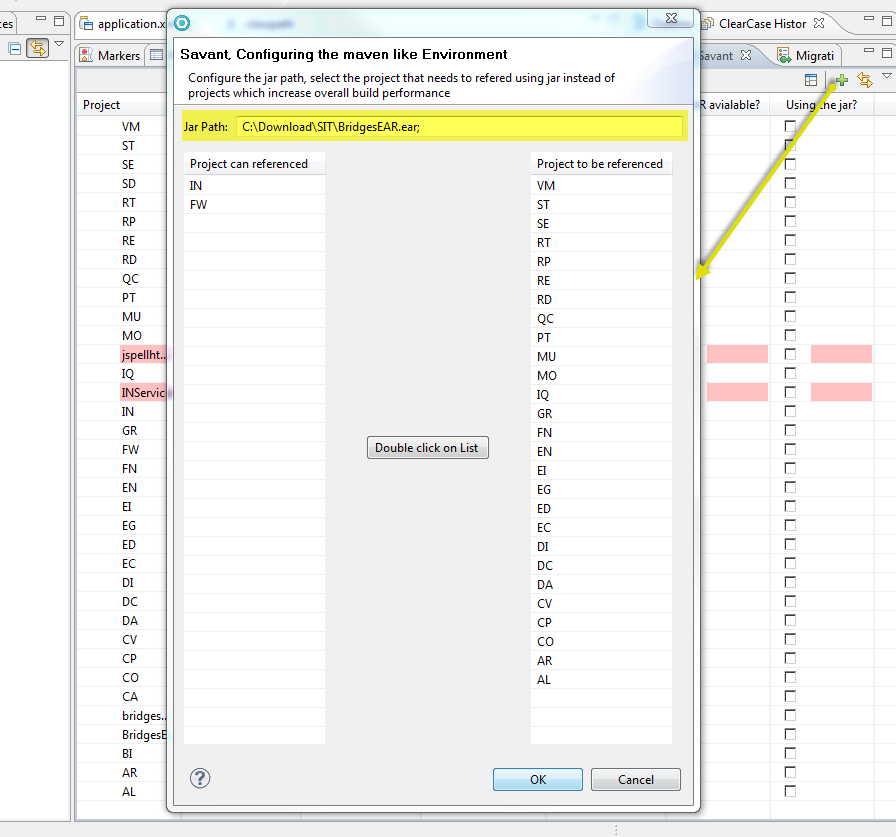 ces
application.x
ClearCase Histor
Markers
Savant
Migrati
Project
R avialable?
Using the jar?
VM
ST
SE
SD
RT
RP
RE
RD
QC
PT
MU
MO
jspellht..
IQ
INServic
IN
GR
FW
FN
EN
EI
EG
ED
EC
DI
DC
DA
CV
CP
CO
CA
bridges..
BridgesE
BI
AR
AL
Savant, Configuring the maven like Environment
Configure the jar path, select the project that needs to refered using jar instead of
projects which increase overall build performance
Jar Path: C:\Download\SIT\BridgesEAR.ear;
Project can referenced
IN
FW
Double click on List
Project to be referenced
VM
ST
SE
RT
RP
RE
RD
QC
PT
MU
MO
IQ
GR
FN
EN
EI
EG
ED
EC
DI
DC
DA
CV
CP
CO
AR
AL
?
OK
Cancel